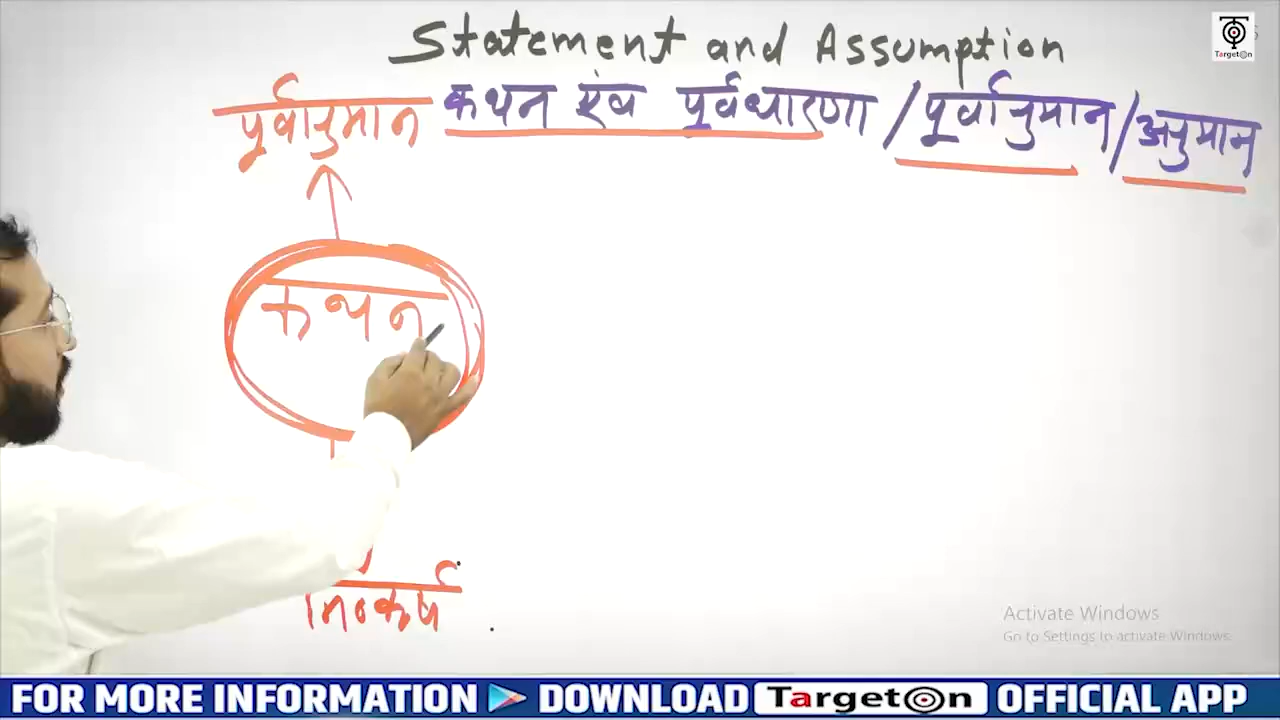 Statement and Assumption
पूर्वानुमान कथन एंव पूर्वधारणा / पूर्वानुमान / अनुमान
कथन
निष्कर्ष
TargetOn
Activate Windows
Go to Settings to activate Windows.
FOR MORE INFORMATION DOWNLOAD TargetOn OFFICIAL APP